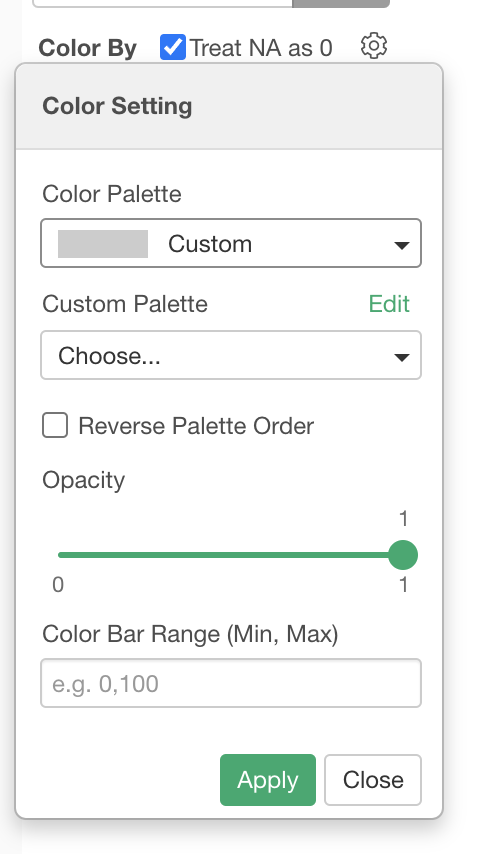 Color By Treat NA as 0
Color Setting
Color Palette
Custom
Custom Palette Edit
Choose...
Reverse Palette Order
Opacity
1
0 1
Color Bar Range (Min, Max)
e.g. 0,100
Apply Close